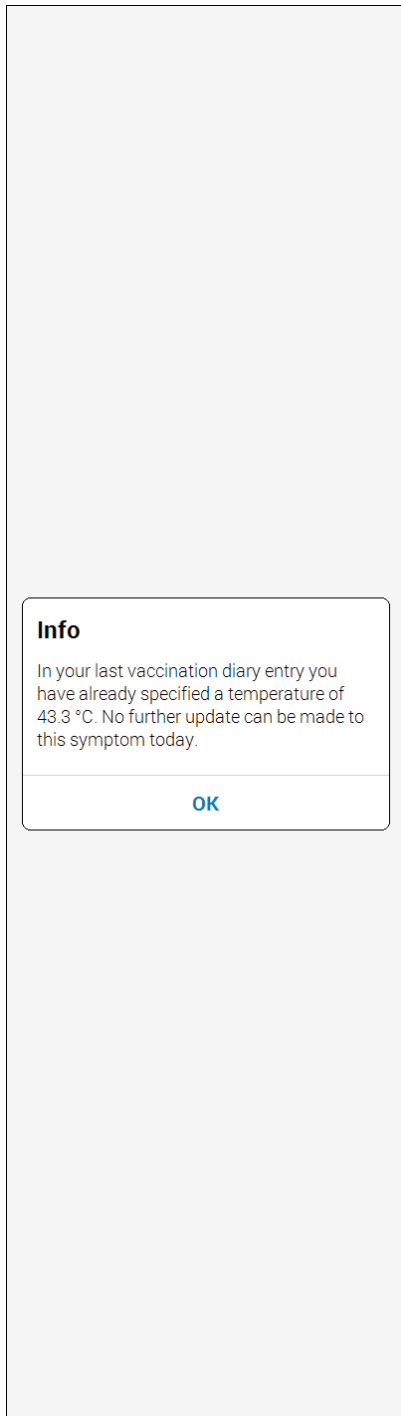 Info
In your last vaccination diary entry you
have already specified a temperature of
43.3 °C. No further update can be made to
this symptom today.
OK